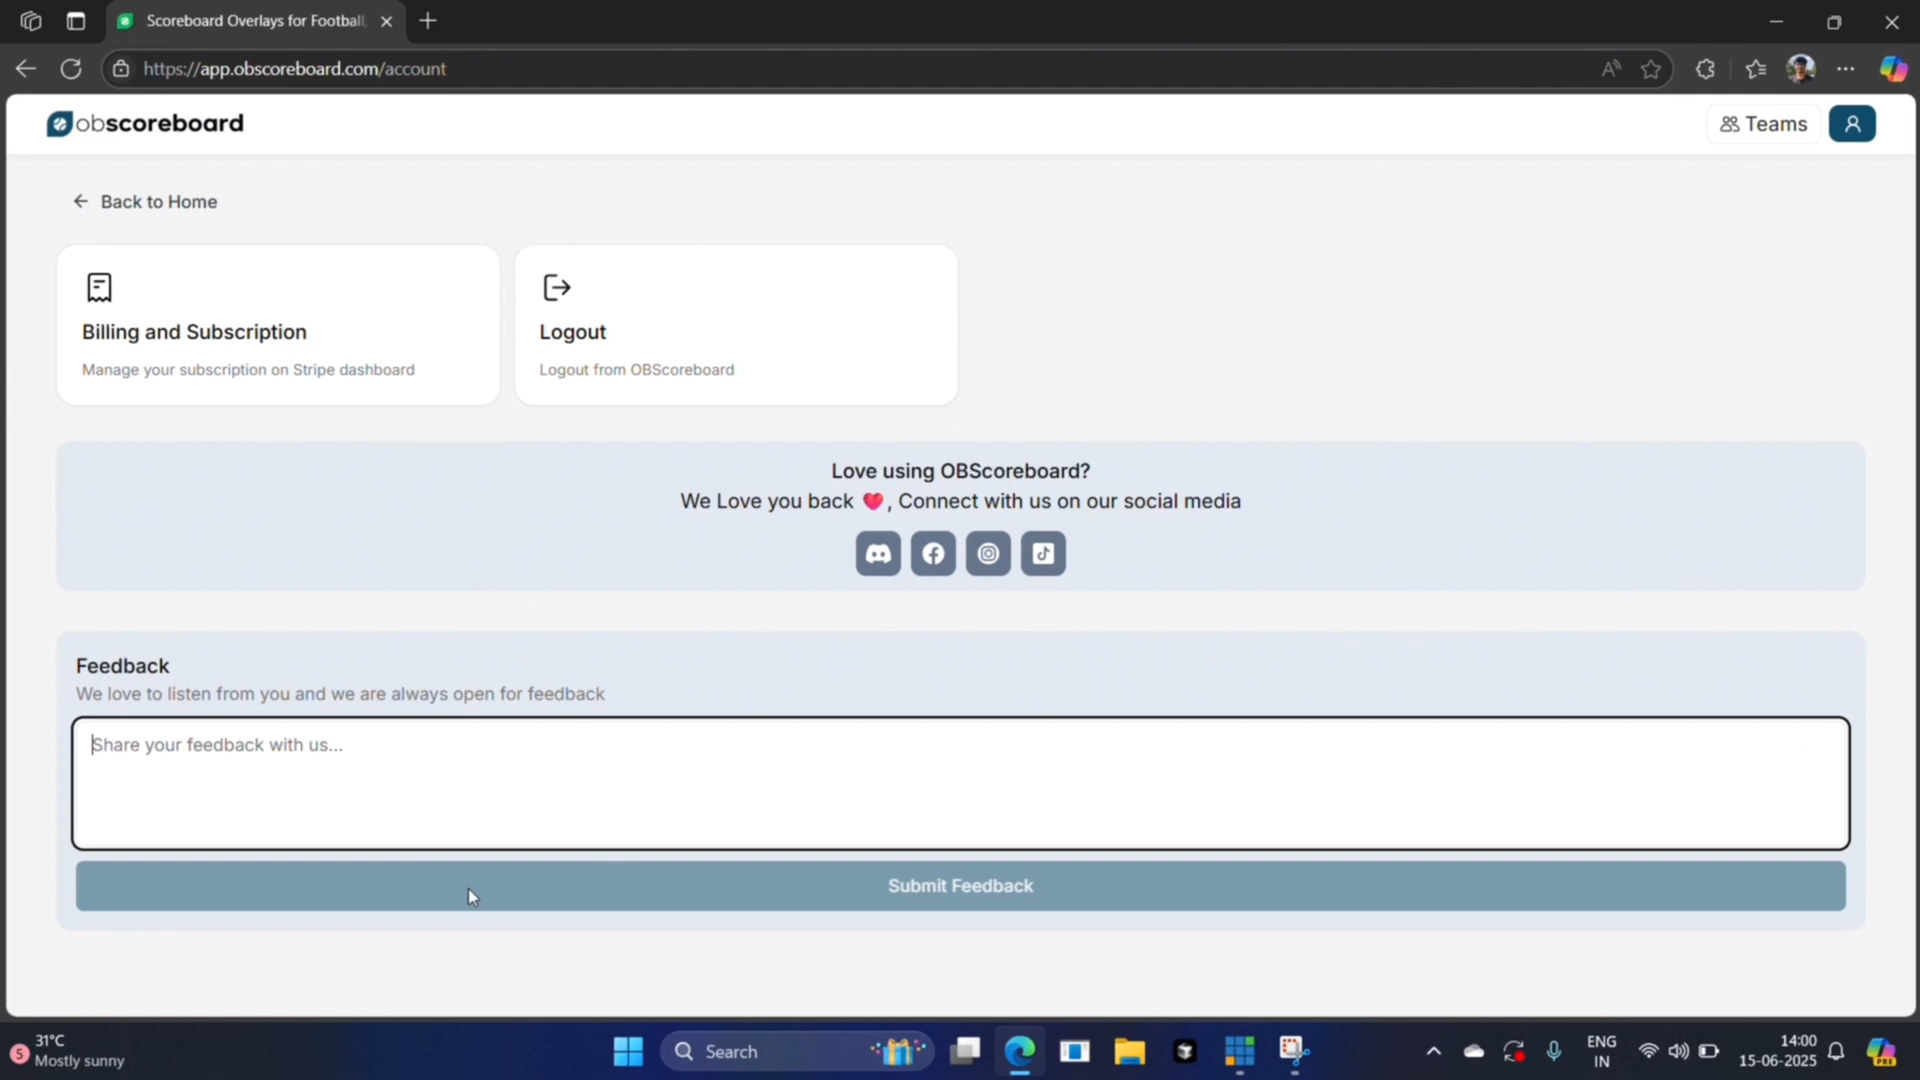 Scoreboard Overlays for Football,
https://app.obscoreboard.com/account
obscoreboard
Teams
Back to Home
Billing and Subscription
Manage your subscription on Stripe dashboard
Logout
Logout from OBScoreboard
Love using OBScoreboard?
We Love you back ❤️, Connect with us on our social media
Feedback
We love to listen from you and we are always open for feedback
Share your feedback with us...
Submit Feedback
5
31°C
Mostly sunny
Search
ENG
IN
14:00
15-06-2025
PRE